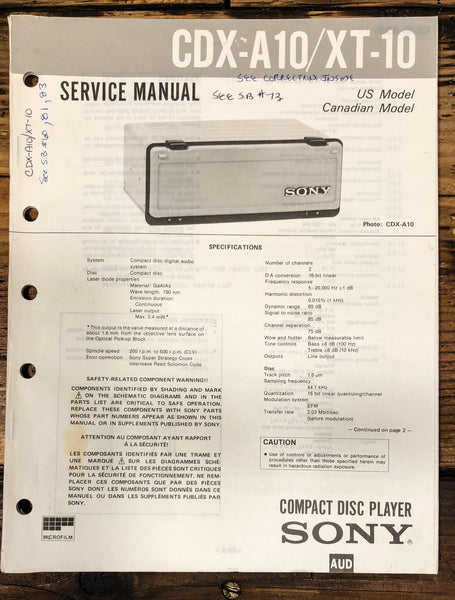 CDX-A10/XT-10
SEE CORRECTIONS INSIDE
SERVICE MANUAL
SEE S.B #73
US Model
Canadian Model
CDX-A10/XT-10
SONY
Photo: CDX-A10
SPECIFICATIONS
System Compact disc digital audio system
Disc Compact disc
Laser diode properties
Material: GaAlAs
Wave length: 780 nm
Emission duration:
Continuous
Laser output:
Max. 0.4 mW*
*This output is the value measured at a distance of
about 1.6 mm from the objective lens surface on
the Optical Pick-up Block.
Spindle speed 200 r.p.m. to 500 r.p.m. (CLV)
Error correction Sony Super Strategy Cross
Interleave Reed Solomon Code
SAFETY-RELATED COMPONENT WARNING!!
COMPONENTS IDENTIFIED BY SHADING AND MARK
⚠ ON THE SCHEMATIC DIAGRAMS AND IN THE
PARTS LIST ARE CRITICAL TO SAFE OPERATION.
REPLACE THESE COMPONENTS WITH SONY PARTS
WHOSE PART NUMBERS APPEAR AS SHOWN IN THIS
MANUAL OR IN SUPPLEMENTS PUBLISHED BY SONY.
ATTENTION AU COMPOSANT AYANT RAPPORT
À LA SÉCURITÉ!
LES COMPOSANTS IDENTIFIÉS PAR UNE TRAME ET
UNE MARQUE ⚠ SUR LES DIAGRAMMES SCHÉ-
MATIQUES ET LA LISTE DES PIÈCES SONT CRITIQUES
POUR LA SÉCURITÉ DE FONCTIONNEMENT. NE REM-
PLACER CES COMPOSANTS QUE PAR DES PIÈCES
SONY DONT LES NUMÉROS SONT DONNÉS DANS CE
MANUEL OU DANS LES SUPPLÉMENTS PUBLIÉS PAR
SONY.
Number of channels
2
D-A conversion 16-bit linear
Frequency response
5–20,000 Hz ±1 dB
Harmonic distortion
0.015% (1 kHz)
Dynamic range 85 dB
Signal to noise ratio
85 dB
Channel separation
75 dB
Wow and flutter Below measurable limit
Tone controls Bass ±8 dB (100 Hz)
Treble ±8 dB (10 kHz)
Outputs Line output
Disc
Track pitch 1.6 μm
Sampling frequency
44.1 kHz
Quantization 16 bit linear quantizing/channel
Modulation system
EFM
Transfer rate 2.03 Mbit/sec.
(before modulation)
— Continued on page 2 —
CAUTION
● Use of controls or adjustments or performance of
procedures other than those specified herein may
result in hazardous radiation exposure.
MICROFILM
COMPACT DISC PLAYER
SONY®
AUD